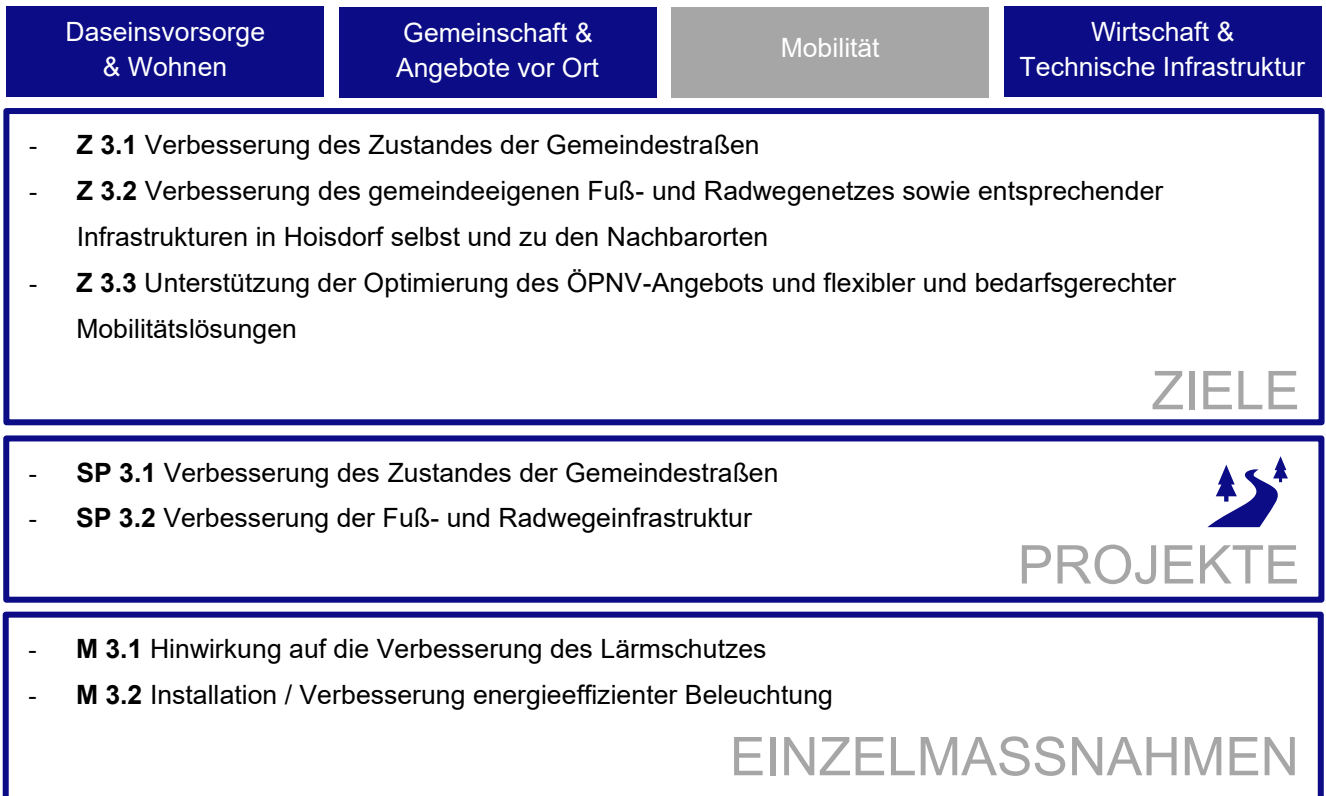 Daseinsvorsorge
& Wohnen
Gemeinschaft &
Angebote vor Ort
Mobilität
Wirtschaft &
Technische Infrastruktur
- Z 3.1 Verbesserung des Zustandes der Gemeindestraßen
- Z 3.2 Verbesserung des gemeindeeigenen Fuß- und Radwegenetzes sowie entsprechender
Infrastrukturen in Hoisdorf selbst und zu den Nachbarorten
- Z 3.3 Unterstützung der Optimierung des ÖPNV-Angebots und flexibler und bedarfsgerechter
Mobilitätslösungen
ZIELE
- SP 3.1 Verbesserung des Zustandes der Gemeindestraßen
- SP 3.2 Verbesserung der Fuß- und Radwegeinfrastruktur
PROJEKTE
- M 3.1 Hinwirkung auf die Verbesserung des Lärmschutzes
- M 3.2 Installation / Verbesserung energieeffizienter Beleuchtung
EINZELMASSNAHMEN